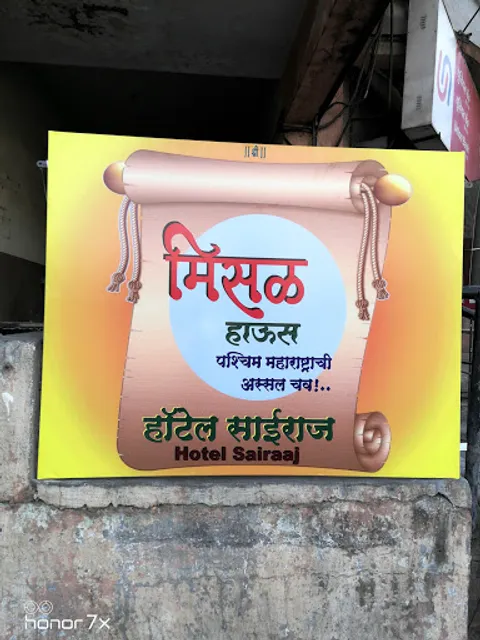 ॥ श्री ॥
मिसळ
हाऊस
पश्चिम महाराष्ट्राची
अस्सल चव!..
हॉटेल साईराज
Hotel Sairaaj
honor 7x